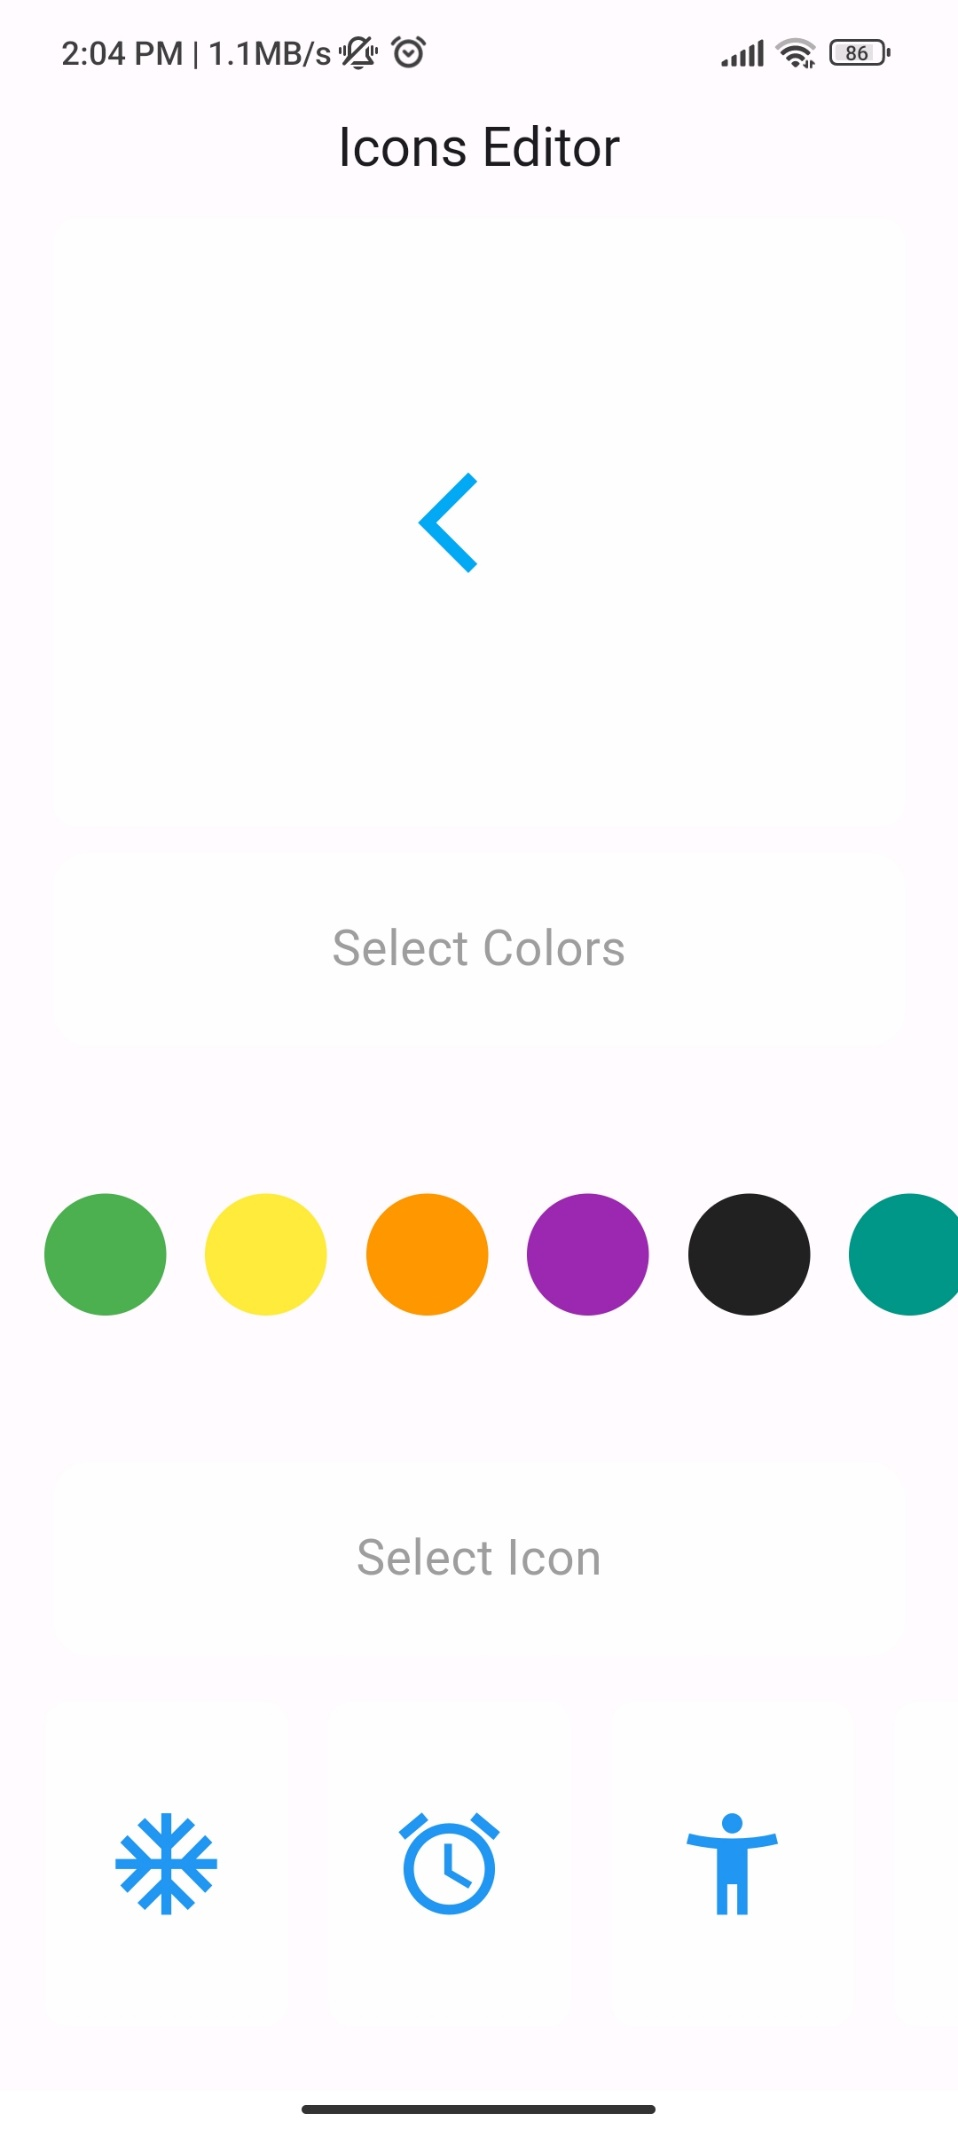 2:04 PM | 1.1MB/s
86
Icons Editor
Select Colors
Select Icon